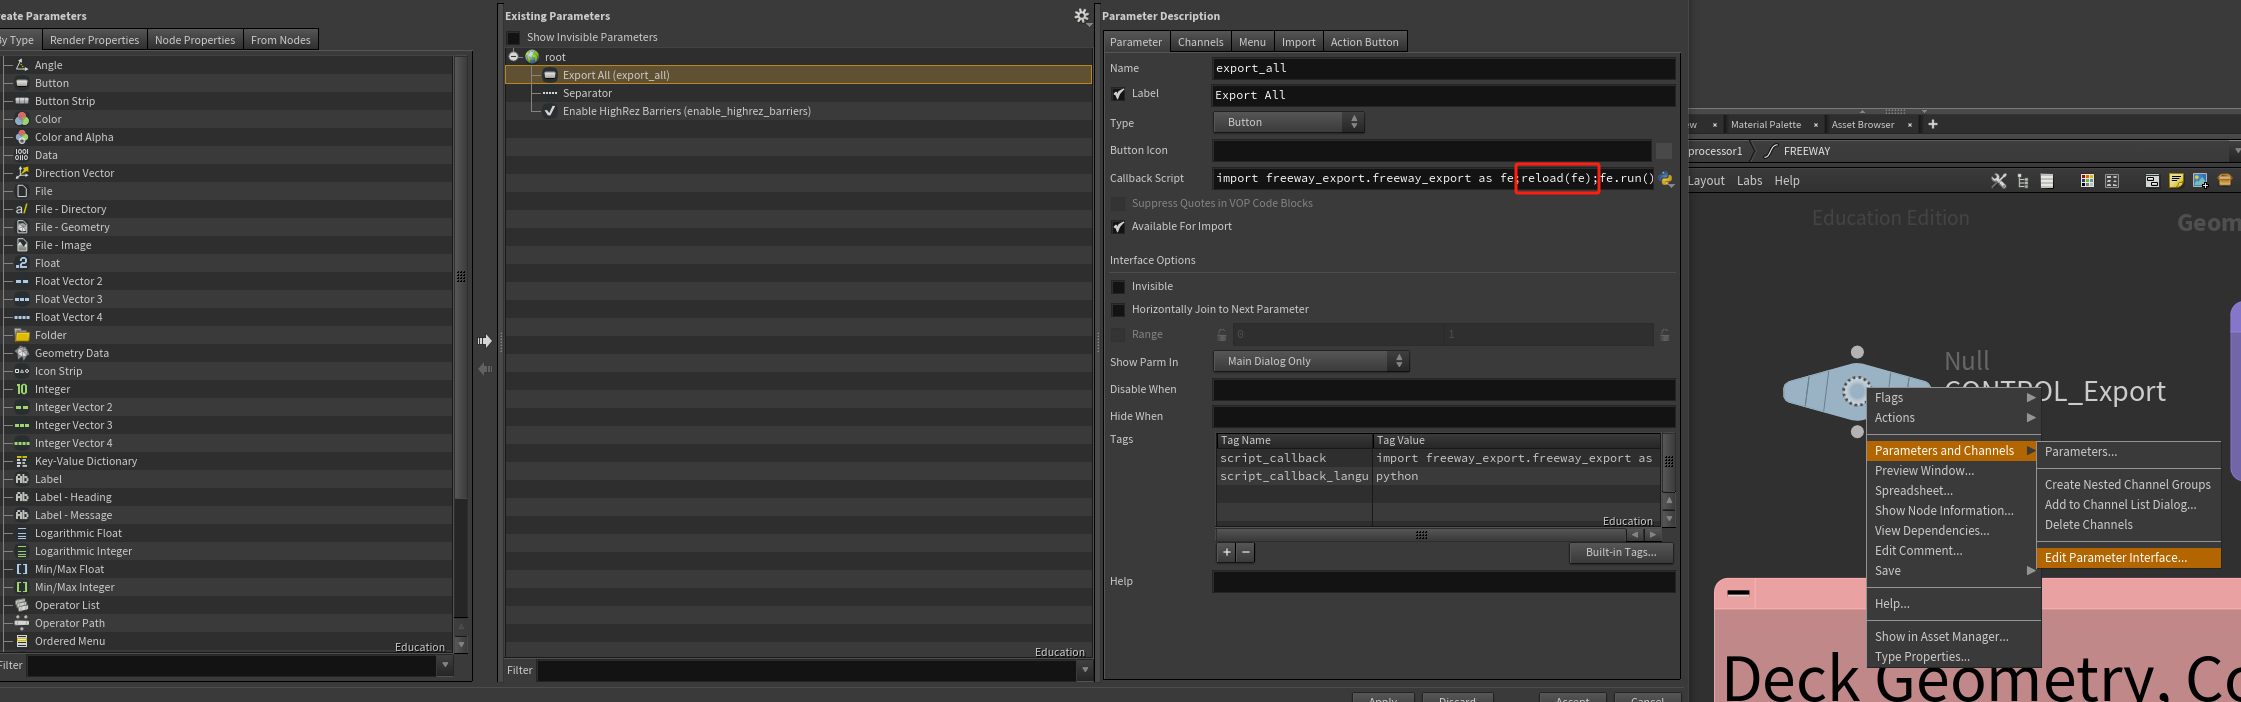 eate Parameters
y Type
Render Properties
Node Properties
From Nodes
Angle
Button
Button Strip
Color
Color and Alpha
Data
Direction Vector
File
File - Directory
File - Geometry
File - Image
Float
Float Vector 2
Float Vector 3
Float Vector 4
Folder
Geometry Data
Icon Strip
Integer
Integer Vector 2
Integer Vector 3
Integer Vector 4
Key-Value Dictionary
Label
Label - Heading
Label - Message
Logarithmic Float
Logarithmic Integer
Min/Max Float
Min/Max Integer
Operator List
Operator Path
Ordered Menu
Education
Filter
Existing Parameters
Show Invisible Parameters
root
Export All (export_all)
Separator
Enable HighRez Barriers (enable_highrez_barriers)
Education
Filter
Parameter Description
Parameter
Channels
Menu
Import
Action Button
Name
export_all
Label
Export All
Type
Button
Button Icon
Callback Script
import freeway_export.freeway_export as fe;reload(fe);fe.run()
Suppress Quotes in VOP Code Blocks
Available For Import
Interface Options
Invisible
Horizontally Join to Next Parameter
Range
0
1
Show Parm In
Main Dialog Only
Disable When
Hide When
Tags
Tag Name
Tag Value
script_callback
import freeway_export.freeway_export as
script_callback_langu
python
Education
+
-
Built-in Tags...
Help
Apply
Discard
Accept
Cancel
w
Material Palette
Asset Browser
processor1
FREEWAY
Layout
Labs
Help
Education Edition
Geom
Null
CONTROL_Export
Flags
Actions
Parameters and Channels
Preview Window...
Spreadsheet...
Show Node Information...
View Dependencies...
Edit Comment...
Save
Help...
Show in Asset Manager...
Type Properties...
Parameters...
Create Nested Channel Groups
Add to Channel List Dialog...
Delete Channels
Edit Parameter Interface...
Deck Geometry, Co